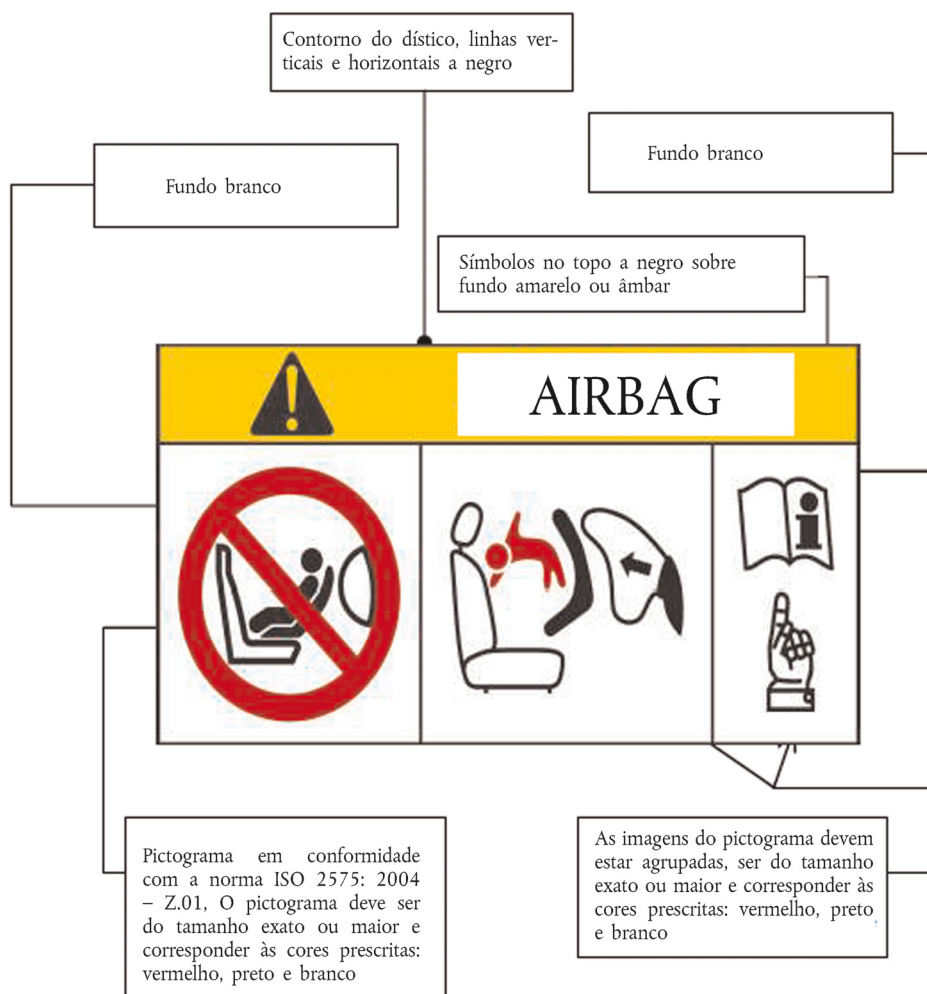 Contorno do dístico, linhas ver-
ticais e horizontais a negro
Fundo branco
Fundo branco
Símbolos no topo a negro sobre
fundo amarelo ou âmbar
AIRBAG
i
Pictograma em conformidade
com a norma ISO 2575: 2004
– Z.01, O pictograma deve ser
do tamanho exato ou maior e
corresponder às cores prescritas:
vermelho, preto e branco
As imagens do pictograma devem
estar agrupadas, ser do tamanho
exato ou maior e corresponder às
cores prescritas: vermelho, preto
e branco